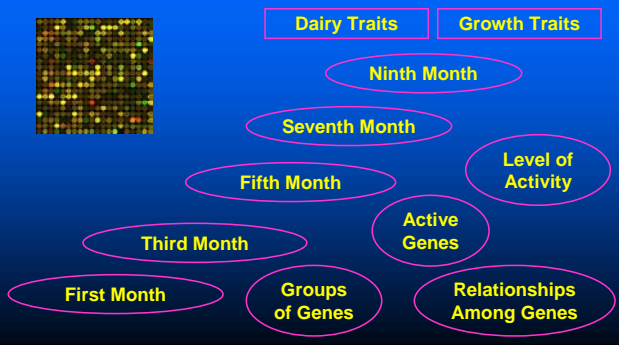 Dairy Traits
Growth Traits
Ninth Month
Seventh Month
Level of
Activity
Fifth Month
Active
Genes
Third Month
First Month
Groups
of Genes
Relationships
Among Genes